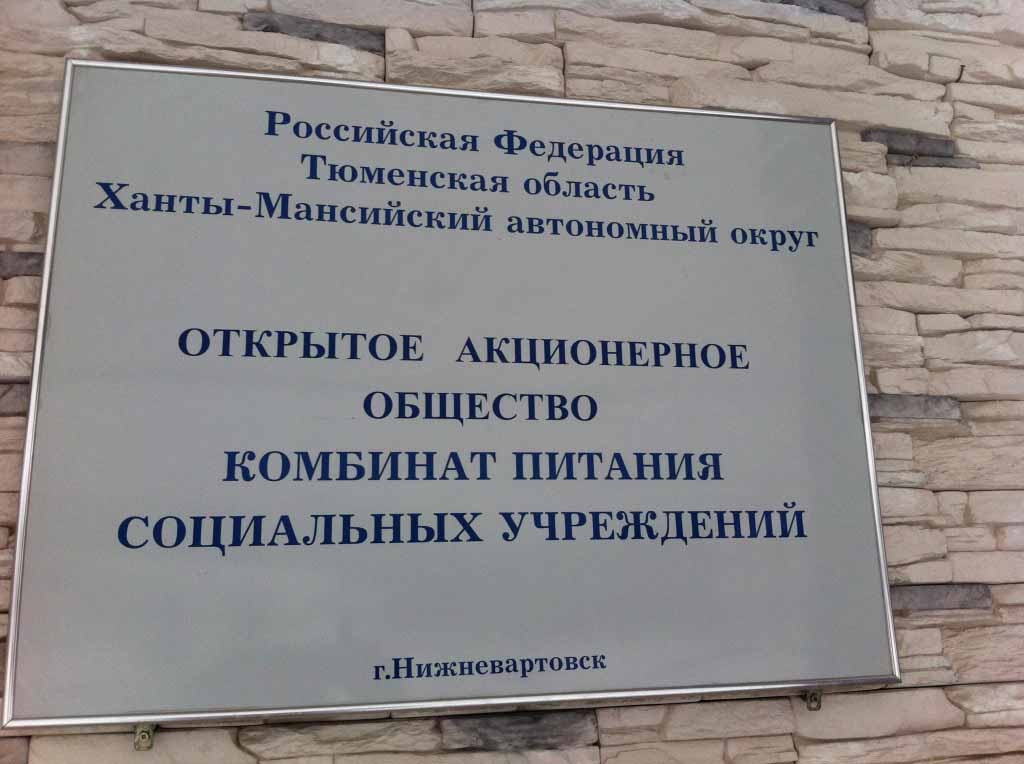 Российская Федерация
Тюменская область
Ханты-Мансийский автономный округ
ОТКРЫТОЕ АКЦИОНЕРНОЕ
ОБЩЕСТВО
КОМБИНАТ ПИТАНИЯ
СОЦИАЛЬНЫХ УЧРЕЖДЕНИЙ
г.Нижневартовск